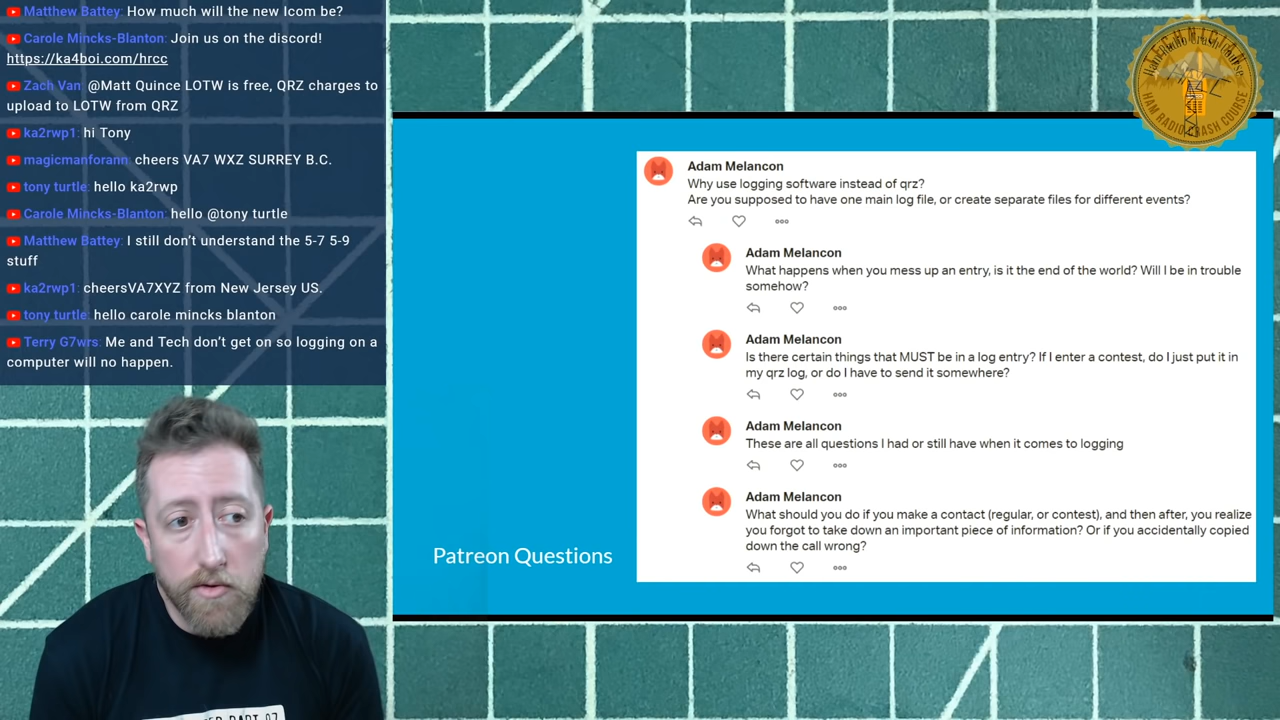 Matthew Battey: How much will the new Icom be?
Carole Mincks-Blanton: Join us on the discord!
https://ka4boi.com/hrcc
Zach Van: @Matt Quince LOTW is free, QRZ charges to
upload to LOTW from QRZ
ka2rwp1: hi Tony
magicmanforann: cheers VA7 WXZ SURREY B.C.
tony turtle: hello ka2rwp
Carole Mincks-Blanton: hello @tony turtle
Matthew Battey: I still don't understand the 5-7 5-9
stuff
ka2rwp1: cheersVA7XYZ from New Jersey US.
tony turtle: hello carole mincks blanton
Terry G7wrs: Me and Tech don't get on so logging on a
computer will no happen.
HAM RADIO CRASH COURSE
Adam Melancon
Why use logging software instead of qrz?
Are you supposed to have one main log file, or create separate files for different events?
Adam Melancon
What happens when you mess up an entry, is it the end of the world? Will I be in trouble
somehow?
Adam Melancon
Is there certain things that MUST be in a log entry? If I enter a contest, do I just put it in
my qrz log, or do I have to send it somewhere?
Adam Melancon
These are all questions I had or still have when it comes to logging
Adam Melancon
What should you do if you make a contact (regular, or contest), and then after, you realize
you forgot to take down an important piece of information? Or if you accidentally copied
down the call wrong?
Patreon Questions